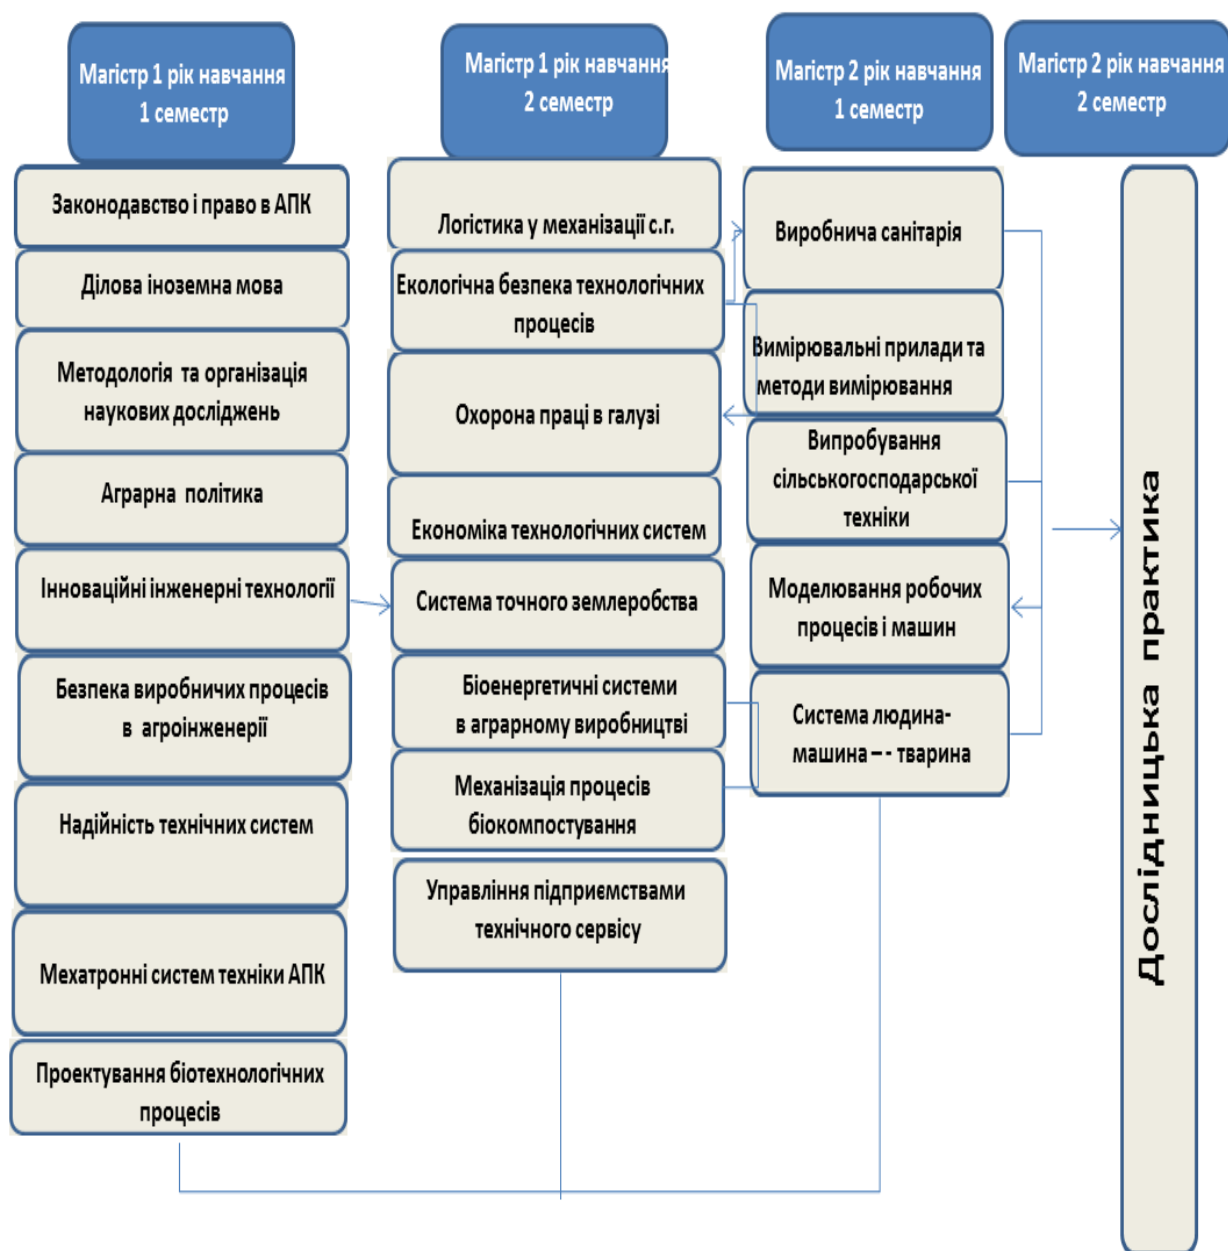 Магістр 1 рік навчання
1 семестр
Законодавство і право в АПК
Ділова іноземна мова
Методологія та організація
наукових досліджень
Аграрна політика
Інноваційні інженерні технології
Безпека виробничих процесів
в агроінженерії
Надійність технічних систем
Мехатронні систем техніки АПК
Проектування біотехнологічних
процесів
Магістр 1 рік навчання
2 семестр
Логістика у механізації с.г.
Екологічна безпека технологічних
процесів
Охорона праці в галузі
Економіка технологічних систем
Система точного землеробства
Біоенергетичні системи
в аграрному виробництві
Механізація процесів
біокомпостування
Управління підприємствами
технічного сервісу
Магістр 2 рік навчання
1 семестр
Виробнича санітарія
Вимірювальні прилади та
методи вимірювання
Випробування
сільськогосподарської
техніки
Моделювання робочих
процесів і машин
Система людина-
машина – - тварина
Магістр 2 рік навчання
2 семестр
Дослідницька практика